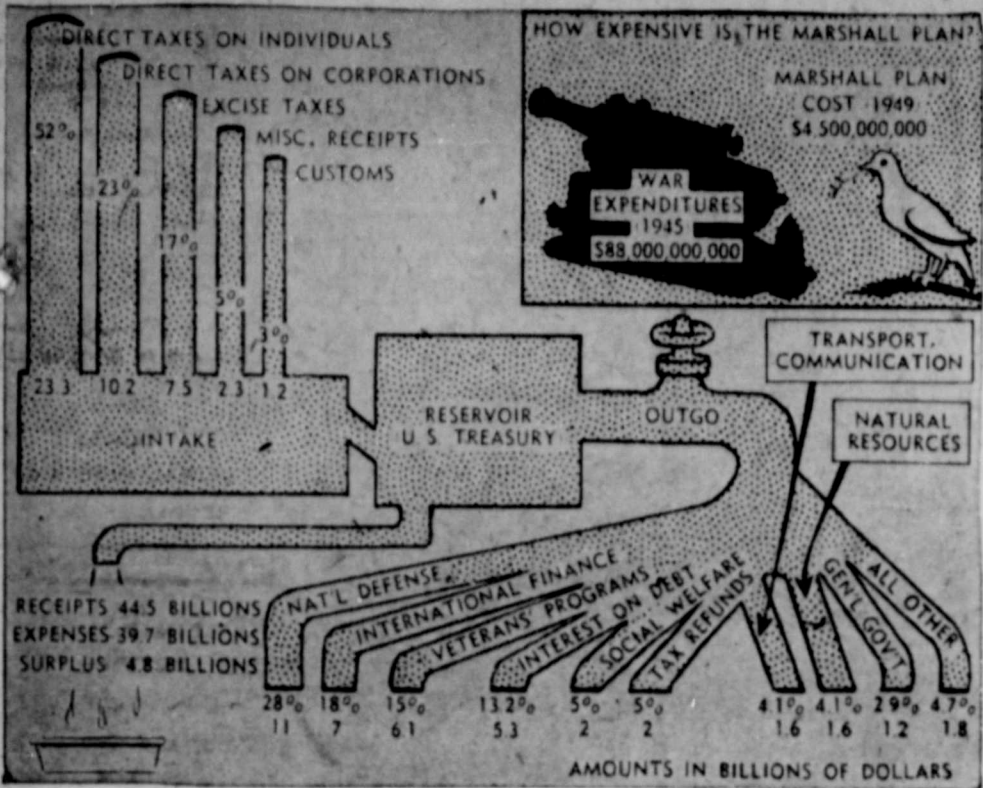 DIRECT TAXES ON INDIVIDUALS
DIRECT TAXES ON CORPORATIONS
EXCISE TAXES
MISC. RECEIPTS
CUSTOMS
52%
23%
17%
5%
3%
23.3 10.2 7.5 2.3 1.2
INTAKE
HOW EXPENSIVE IS THE MARSHALL PLAN?
MARSHALL PLAN
COST 1949
$4,500,000,000
WAR
EXPENDITURES
1945
$88,000,000,000
RESERVOIR
U.S. TREASURY
OUTGO
TRANSPORT.
COMMUNICATION
NATURAL
RESOURCES
RECEIPTS 44.5 BILLIONS
EXPENSES 39.7 BILLIONS
SURPLUS 4.8 BILLIONS
NAT'L DEFENSE
INTERNATIONAL FINANCE
VETERANS' PROGRAMS
INTEREST ON DEBT
SOCIAL WELFARE
TAX REFUNDS
GEN'L GOV'T
ALL OTHER
28% 18% 15% 13.2% 5% 5% 4.1% 4.1% 2.9% 4.7%
11 7 6.1 5.3 2 2 1.6 1.6 1.2 1.8
AMOUNTS IN BILLIONS OF DOLLARS